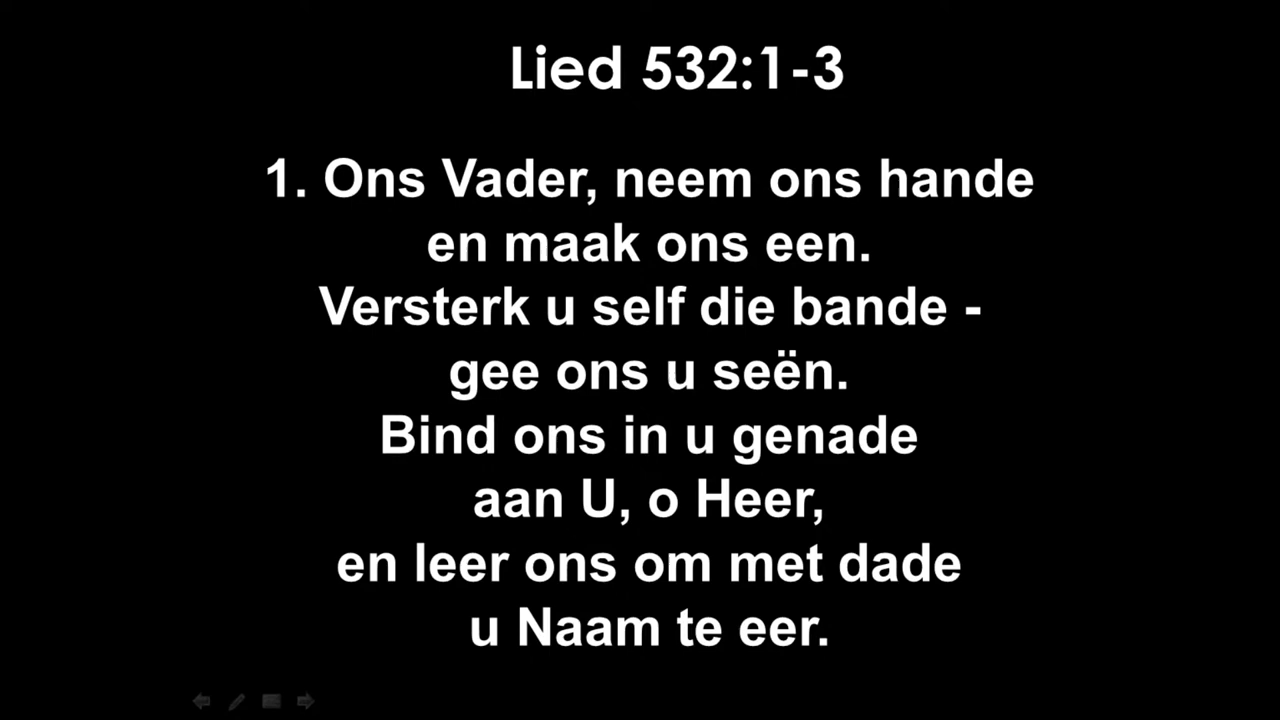 Lied 532:1-3
1. Ons Vader, neem ons hande
en maak ons een.
Versterk u self die bande -
gee ons u seën.
Bind ons in u genade
aan U, o Heer,
en leer ons om met dade
u Naam te eer.